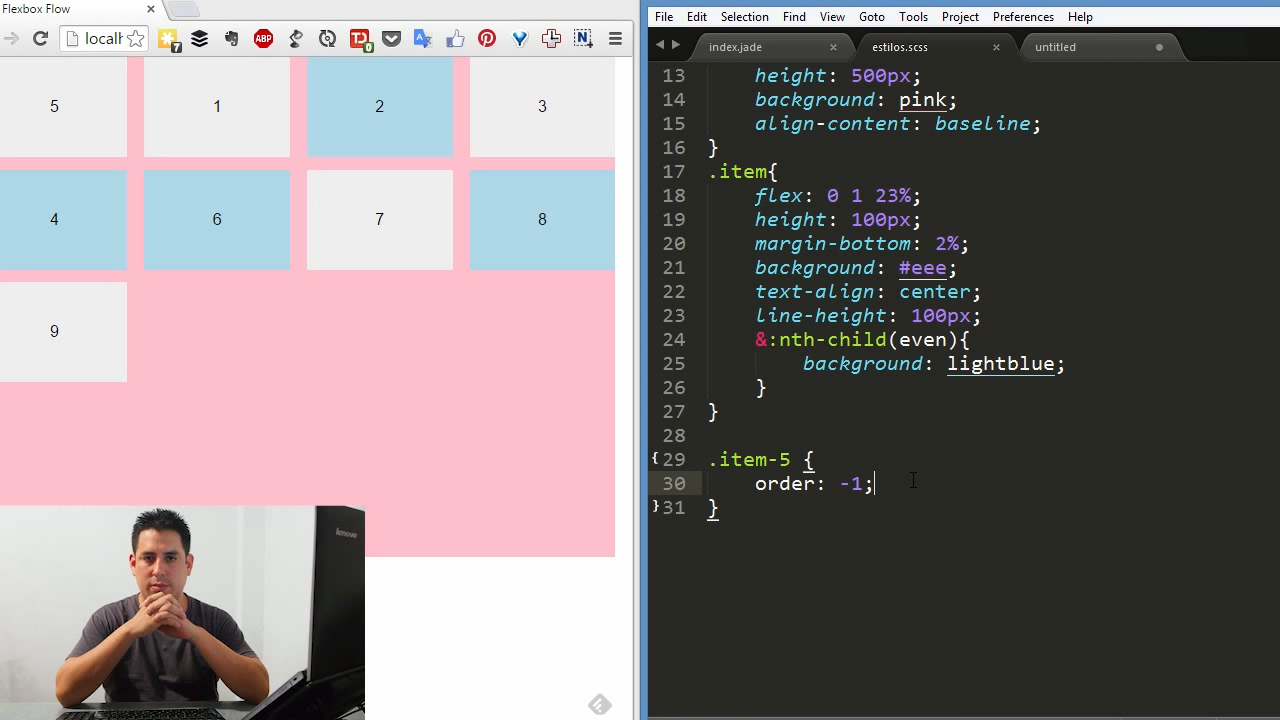 Flexbox Flow
localh
7
ABP
0
N
5
1
2
3
4
6
7
8
9
lenovo
File Edit Selection Find View Goto Tools Project Preferences Help
index.jade estilos.scss untitled
13 height: 500px;
14 background: pink;
15 align-content: baseline;
16 }
17 .item{
18 flex: 0 1 23%;
19 height: 100px;
20 margin-bottom: 2%;
21 background: #eee;
22 text-align: center;
23 line-height: 100px;
24 &:nth-child(even){
25 background: lightblue;
26 }
27 }
28
29 .item-5 {
30 order: -1;
31 }